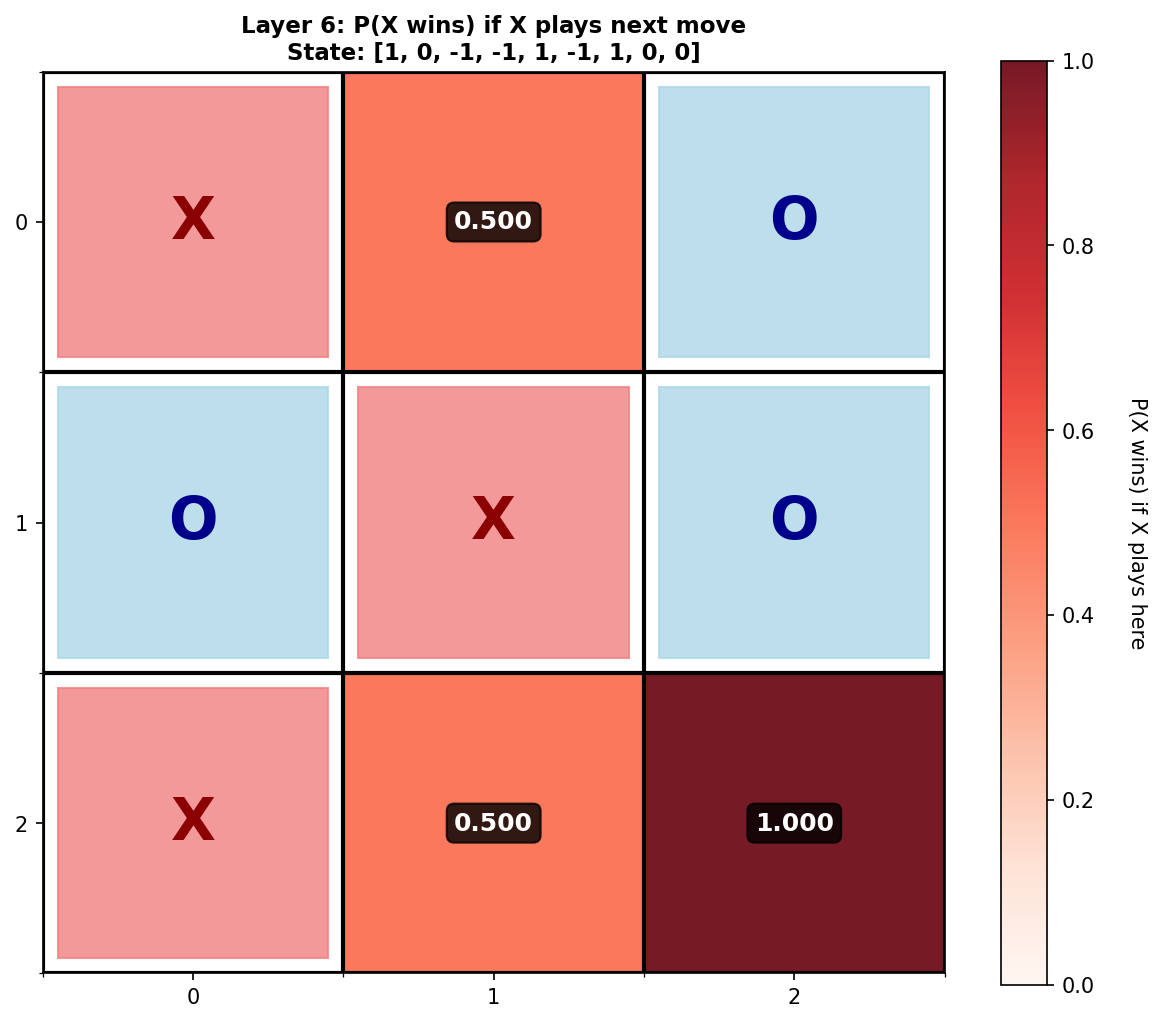 Layer 6: P(X wins) if X plays next move
State: [1, 0, -1, -1, 1, -1, 1, 0, 0]
0
X
0.500
O
1
O
X
O
2
X
0.500
1.000
0
1
2
1.0
0.8
0.6
0.4
0.2
0.0
P(X wins) if X plays here